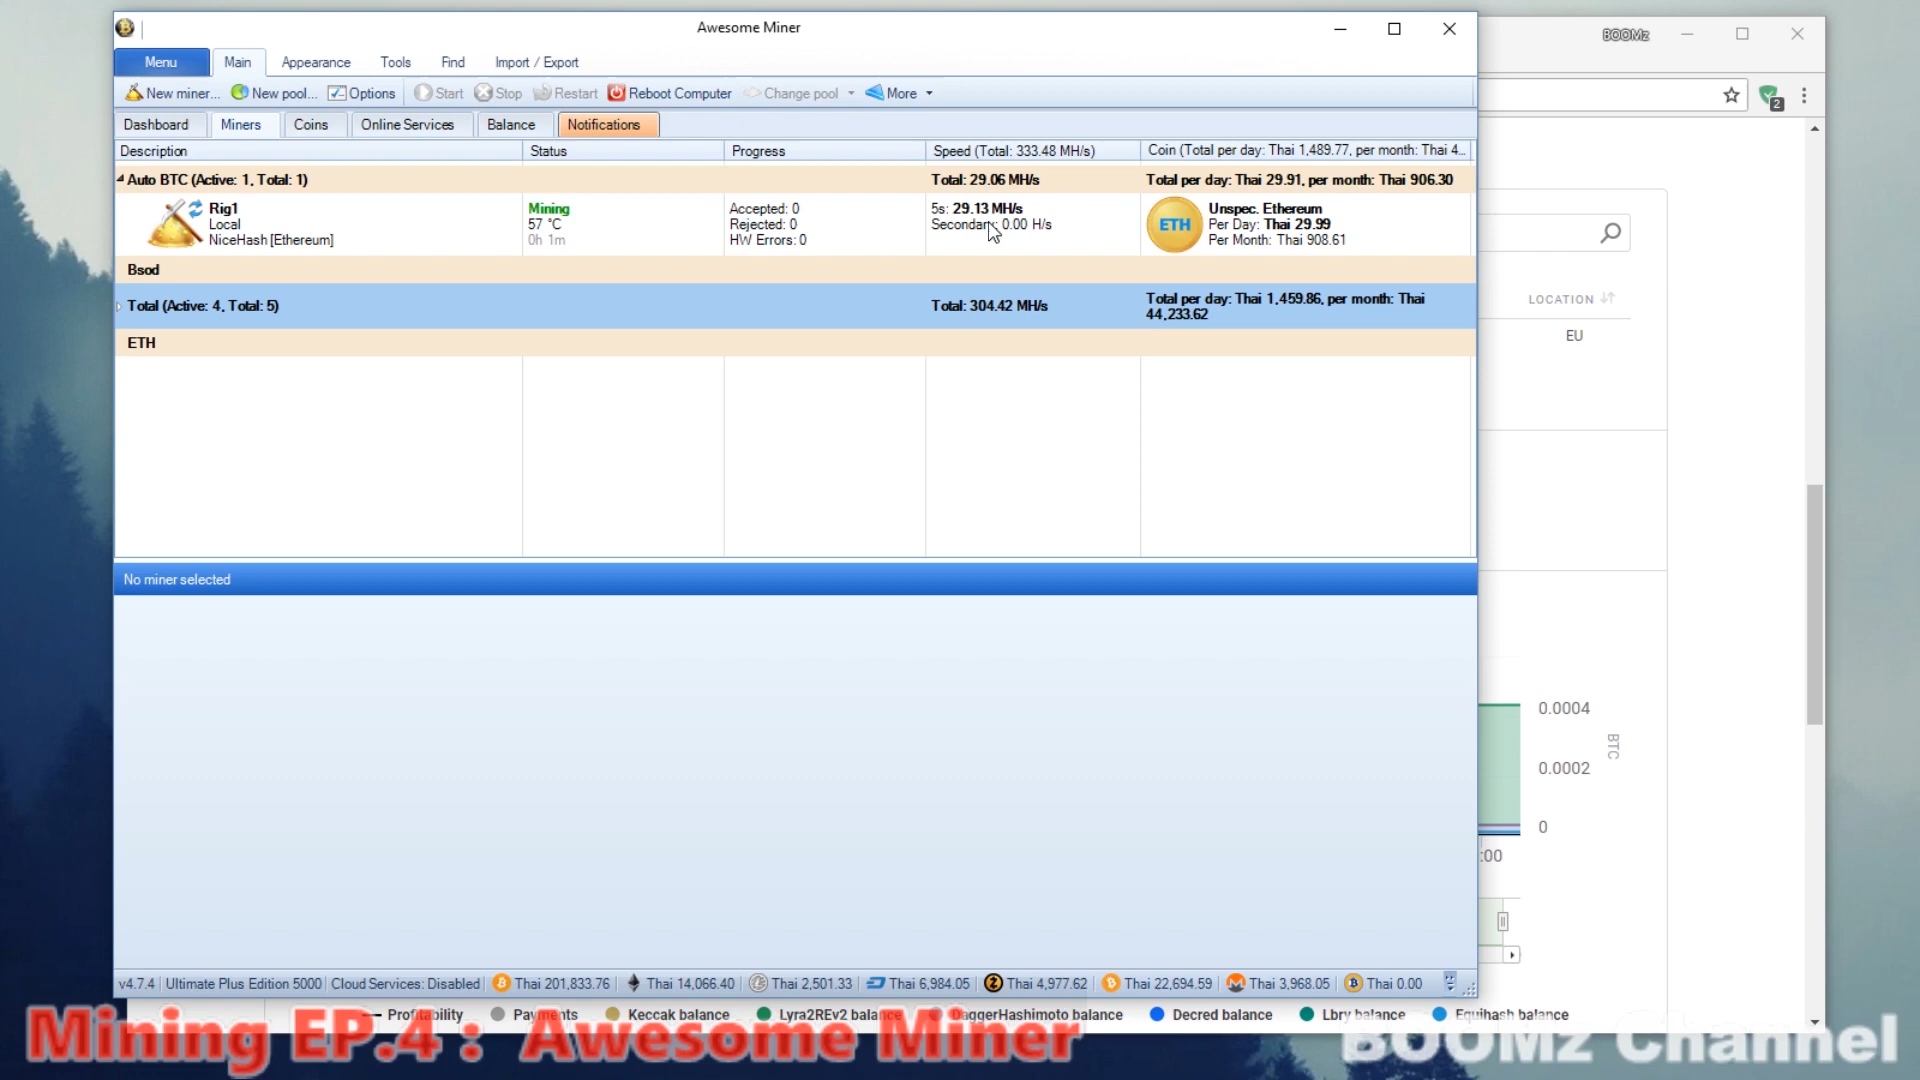 Awesome Miner
BOOMz
Menu
Main
Appearance
Tools
Find
Import / Export
New miner...
New pool...
Options
Start
Stop
Restart
Reboot Computer
Change pool
More
2
Dashboard
Miners
Coins
Online Services
Balance
Notifications
Description
Status
Progress
Speed (Total: 333.48 MH/s)
Coin (Total per day: Thai 1,489.77, per month: Thai 4...
Auto BTC (Active: 1, Total: 1)
Total: 29.06 MH/s
Total per day: Thai 29.91, per month: Thai 906.30
Rig1
Local
NiceHash [Ethereum]
Mining
57 °C
0h 1m
Accepted: 0
Rejected: 0
HW Errors: 0
5s: 29.13 MH/s
Secondary: 0.00 H/s
ETH
Unspec. Ethereum
Per Day: Thai 29.99
Per Month: Thai 908.61
Bsod
Total (Active: 4, Total: 5)
Total: 304.42 MH/s
Total per day: Thai 1,459.86, per month: Thai
44,233.62
ETH
LOCATION
EU
No miner selected
0.0004
0.0002
0
BTC
:00
v4.7.4
Ultimate Plus Edition 5000
Cloud Services: Disabled
Thai 201,833.76
Thai 14,066.40
Thai 2,501.33
Thai 6,984.05
Thai 4,977.62
Thai 22,694.59
Thai 3,968.05
Thai 0.00
Profitability
Payments
Keccak balance
Lyra2REv2 balance
DaggerHashimoto balance
Decred balance
Lbry balance
Equihash balance
Mining EP.4 : Awesome Miner
BOOMz Channel